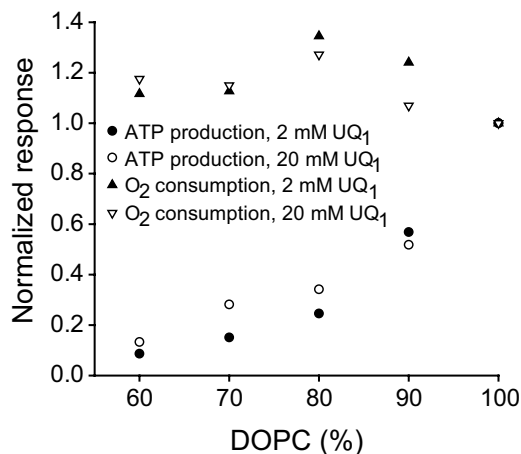 1.4
1.2
1.0
0.8
0.6
0.4
0.2
0.0
Normalized response
ATP production, 2 mM UQ1
ATP production, 20 mM UQ1
O2 consumption, 2 mM UQ1
O2 consumption, 20 mM UQ1
60 70 80 90 100
DOPC (%)